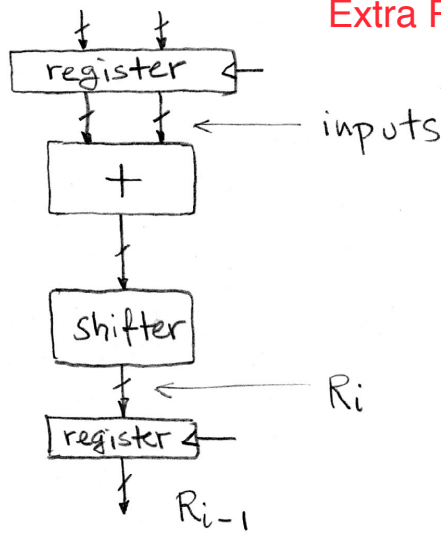 Extra
register
inputs
+
shifter
Ri
register
Ri-1